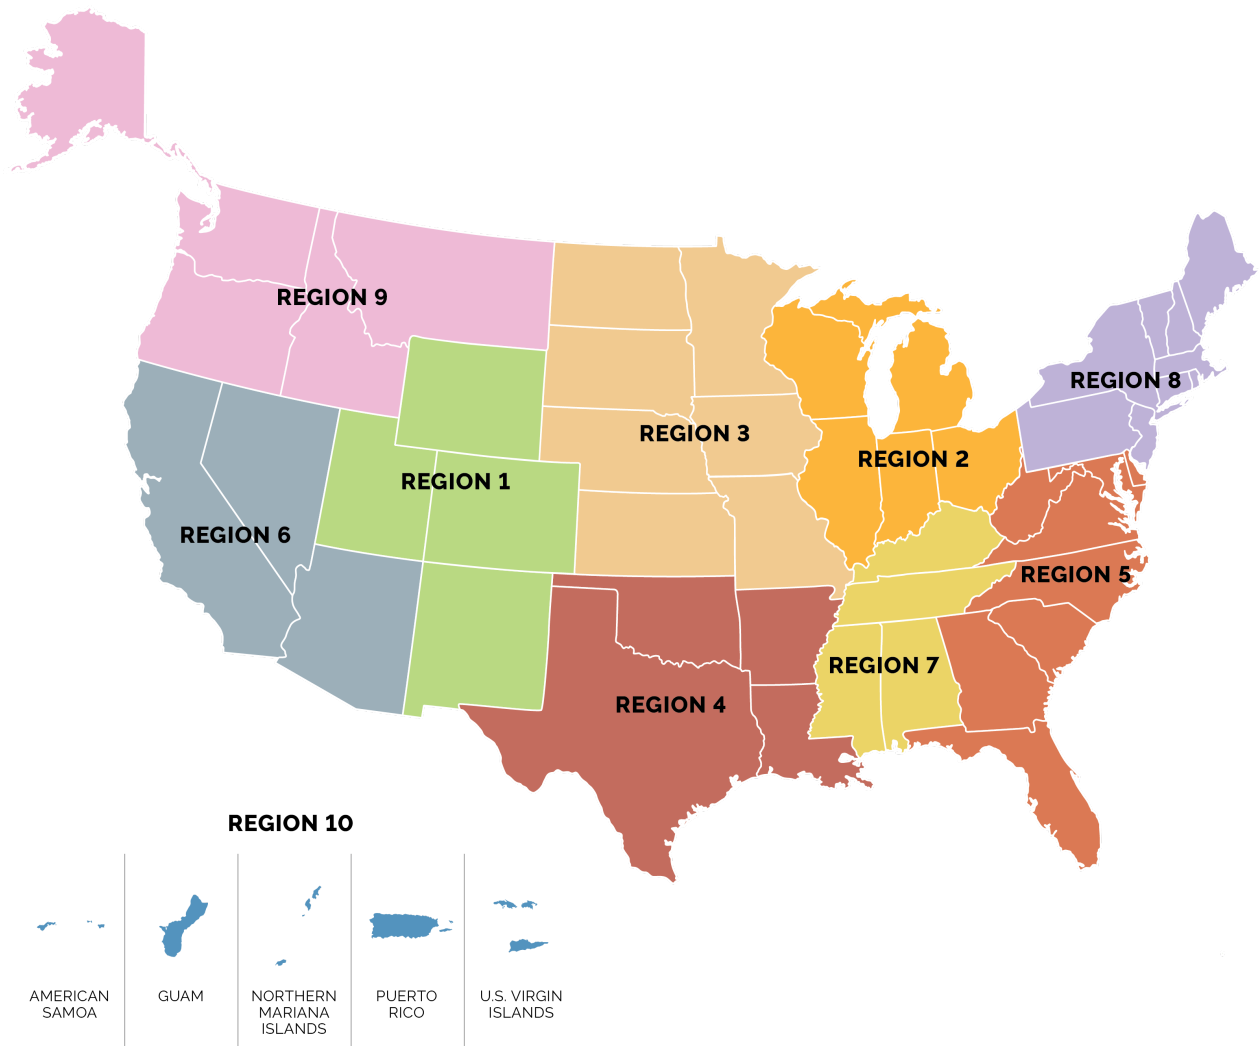 REGION 9
REGION 8
REGION 3
REGION 2
REGION 1
REGION 6
REGION 5
REGION 7
REGION 4
REGION 10
AMERICAN
SAMOA
GUAM
NORTHERN
MARIANA
ISLANDS
PUERTO
RICO
U.S. VIRGIN
ISLANDS